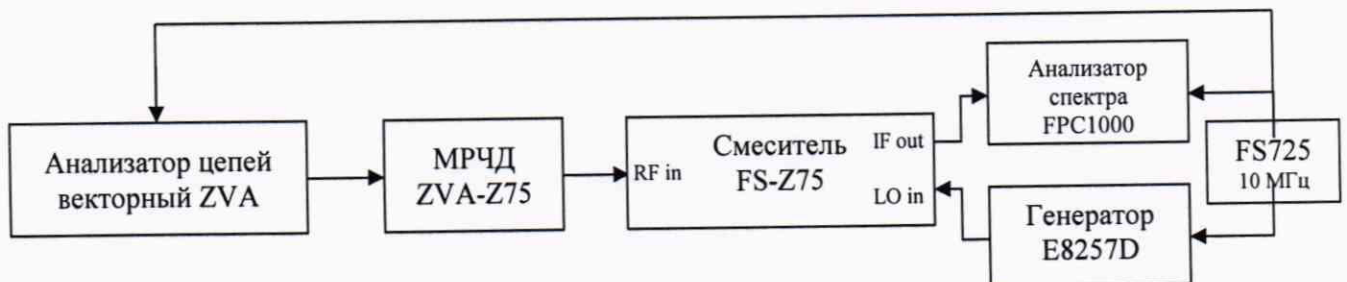 Анализатор цепей
векторный ZVA
МРЧД
ZVA-Z75
RF in
Смеситель
FS-Z75
IF out
LO in
Анализатор
спектра
FPC1000
Генератор
E8257D
FS725
10 МГц